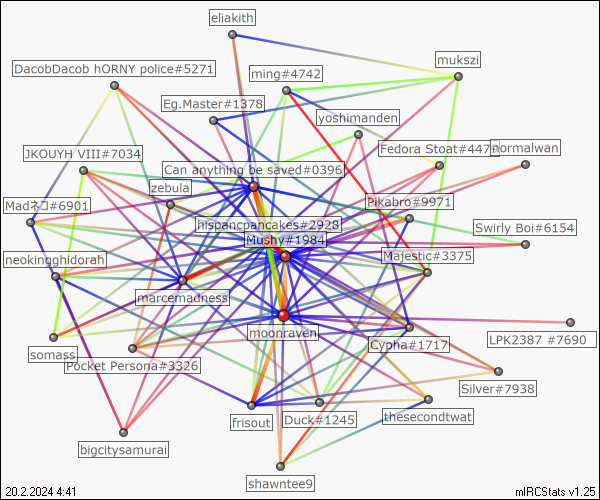 eliakith
mukszi
DacobDacob hORNY police#5271
ming#4742
Eg.Master#1378
yoshimanden
Fedora Stoat#447
normalwan
JKOUYH VIII#7034
Can anything be saved#0396
zebula
Pikabro#9971
Madネコ#6901
hispancpancakes#2928
Swirly Boi#6154
Mushy#1984
neokingghidorah
Majestic#3375
marcemadness
moonraven
LPK2387 #7690
Cypha#1717
somass
Pocket Persona#3326
Silver#7938
frisout
Duck#1245
thesecondtwat
bigcitysamurai
shawntee9
20.2.2024 4:41
mIRCStats v1.25